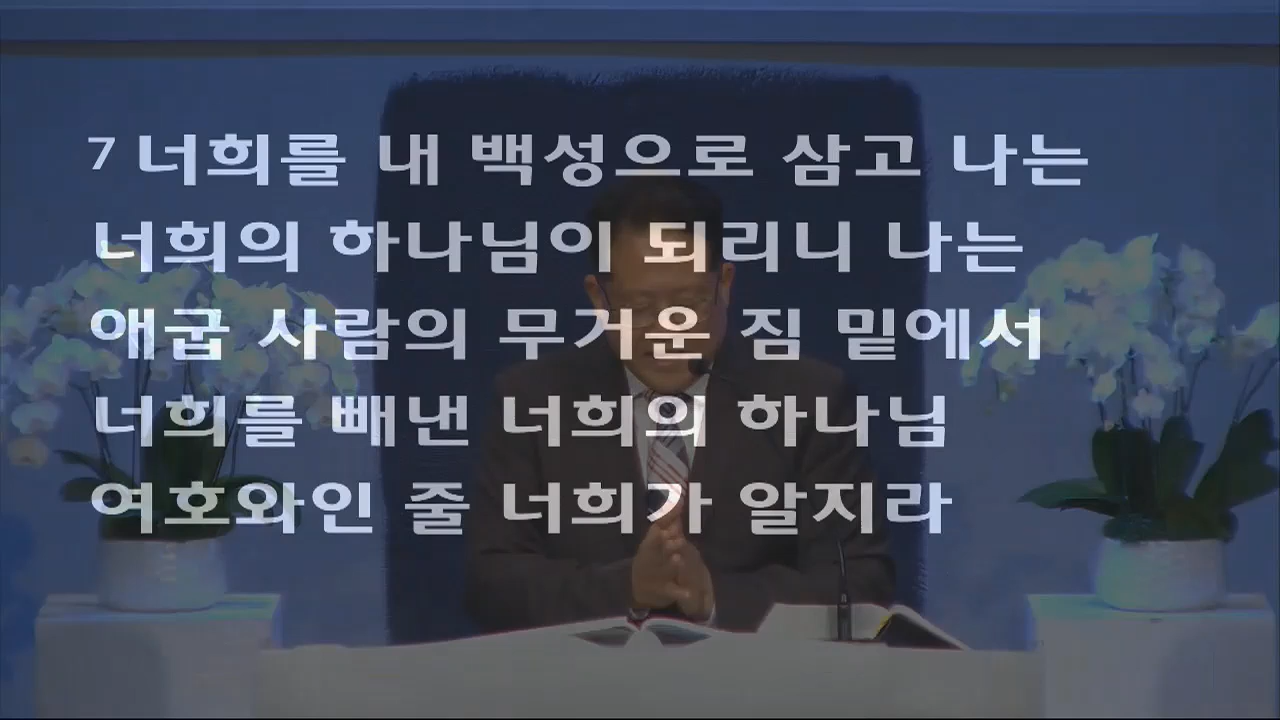 7 너희를 내 백성으로 삼고 나는
너희의 하나님이 되리니 나는
애굽 사람의 무거운 짐 밑에서
너희를 빼낸 너희의 하나님
여호와인 줄 너희가 알지라